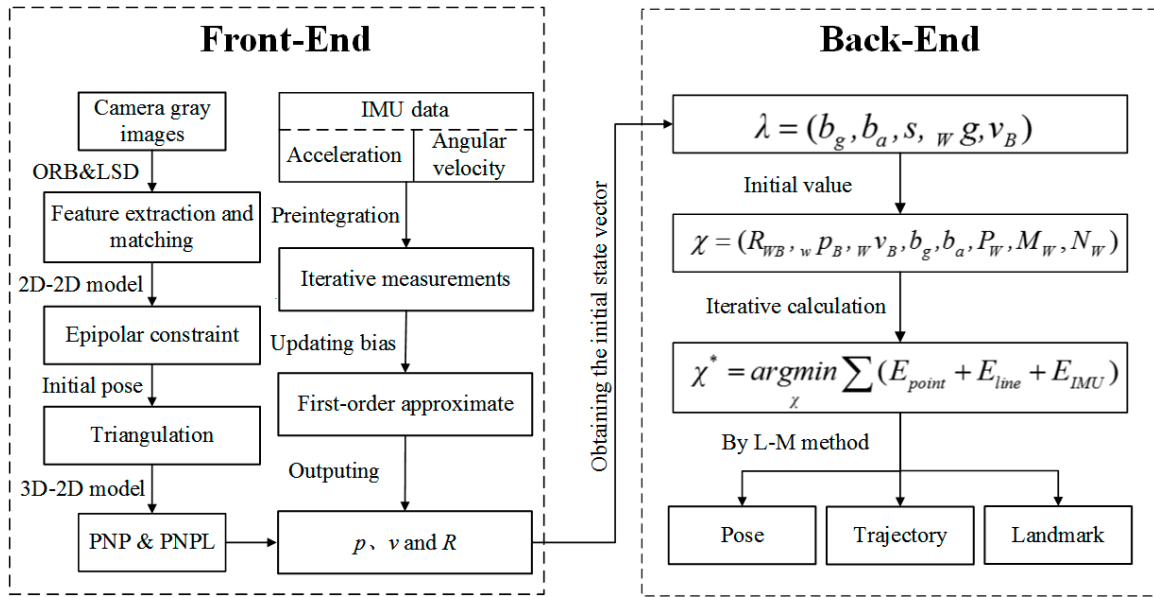 Front-End
Camera gray
images
ORB&LSD
Feature extraction and
matching
2D-2D model
Epipolar constraint
Initial pose
Triangulation
3D-2D model
PNP & PNPL
IMU data
Acceleration
Angular
velocity
Preintegration
Iterative measurements
Updating bias
First-order approximate
Outputing
p、v and R
Obtaining the initial state vector
Back-End
λ = (b_g, b_a, s, _W g, v_B)
Initial value
χ = (R_WB, _w p_B, _W v_B, b_g, b_a, P_W, M_W, N_W)
Iterative calculation
χ* = argmin_χ ∑ (E_point + E_line + E_IMU)
By L-M method
Pose
Trajectory
Landmark